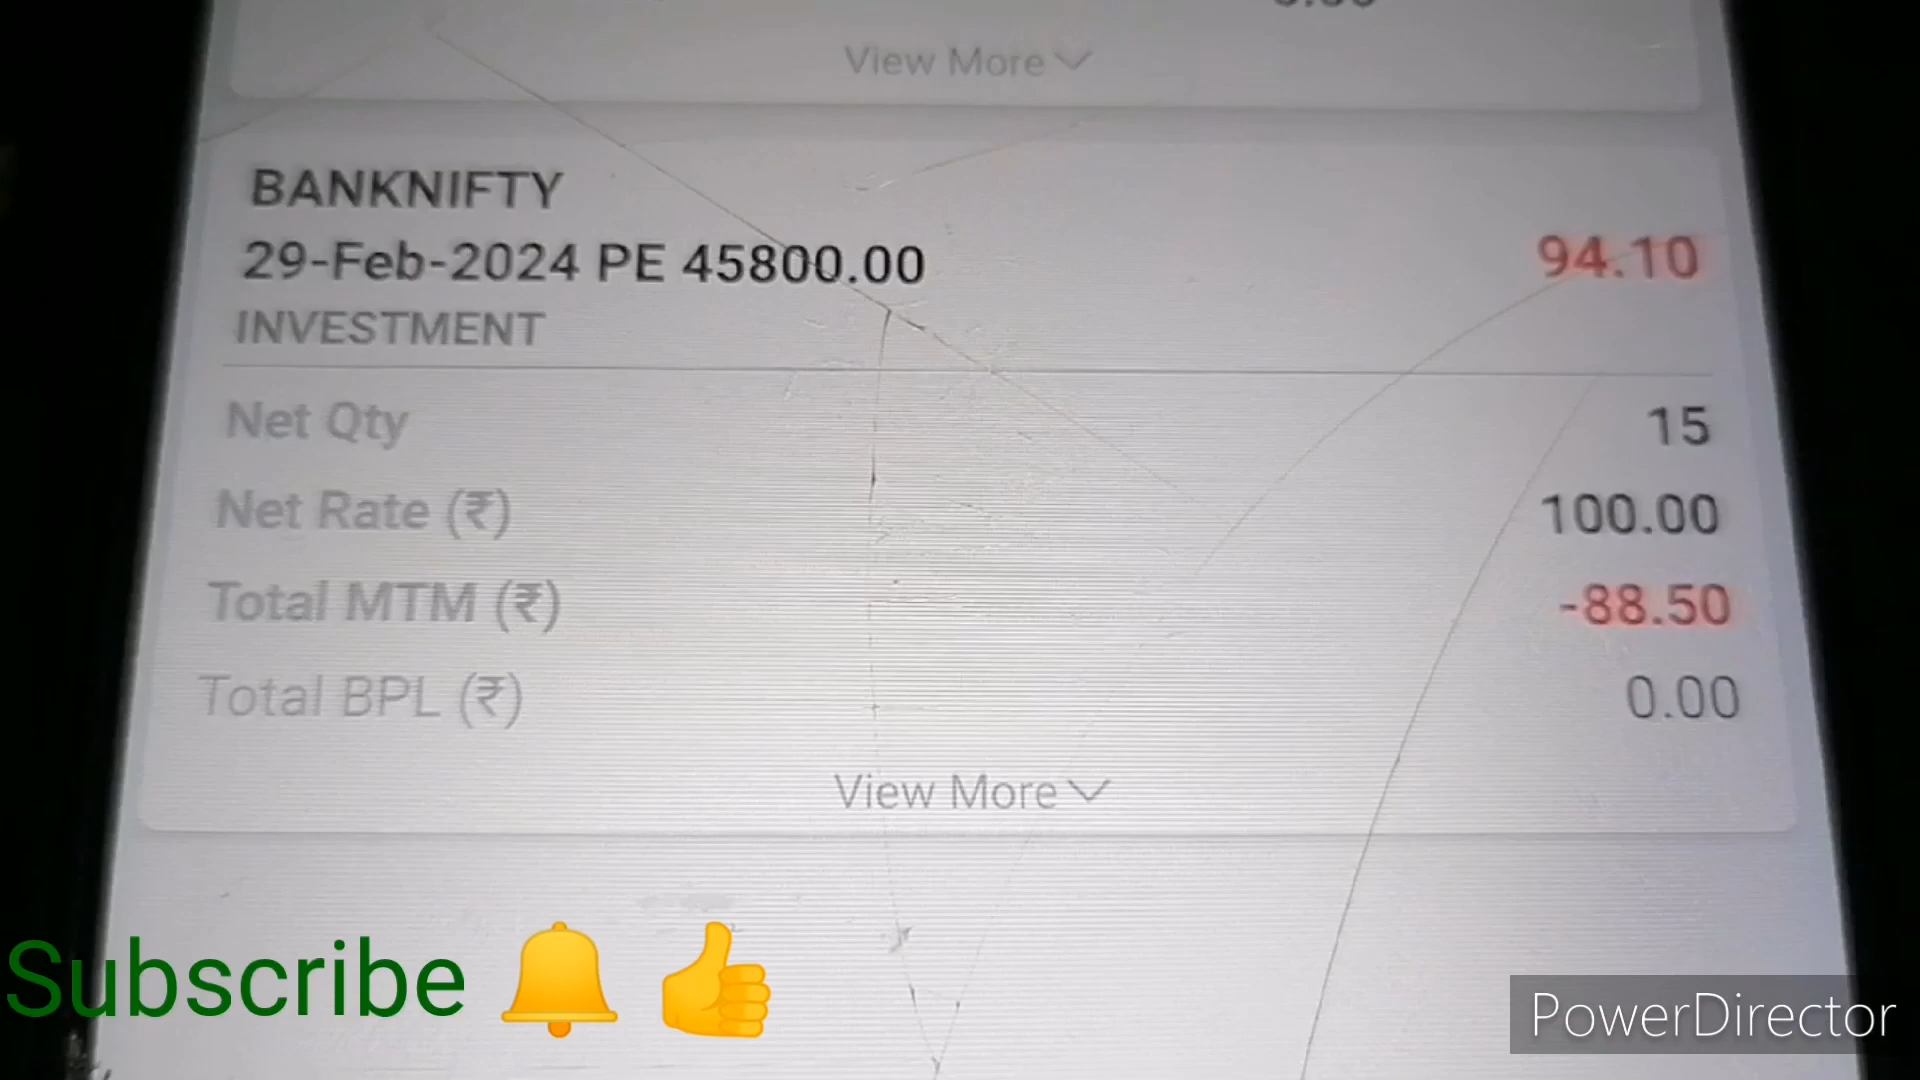 View More
BANKNIFTY
29-Feb-2024 PE 45800.00
94.10
INVESTMENT
Net Qty
15
Net Rate (₹)
100.00
Total MTM (₹)
-88.50
Total BPL (₹)
0.00
View More
Subscribe
PowerDirector